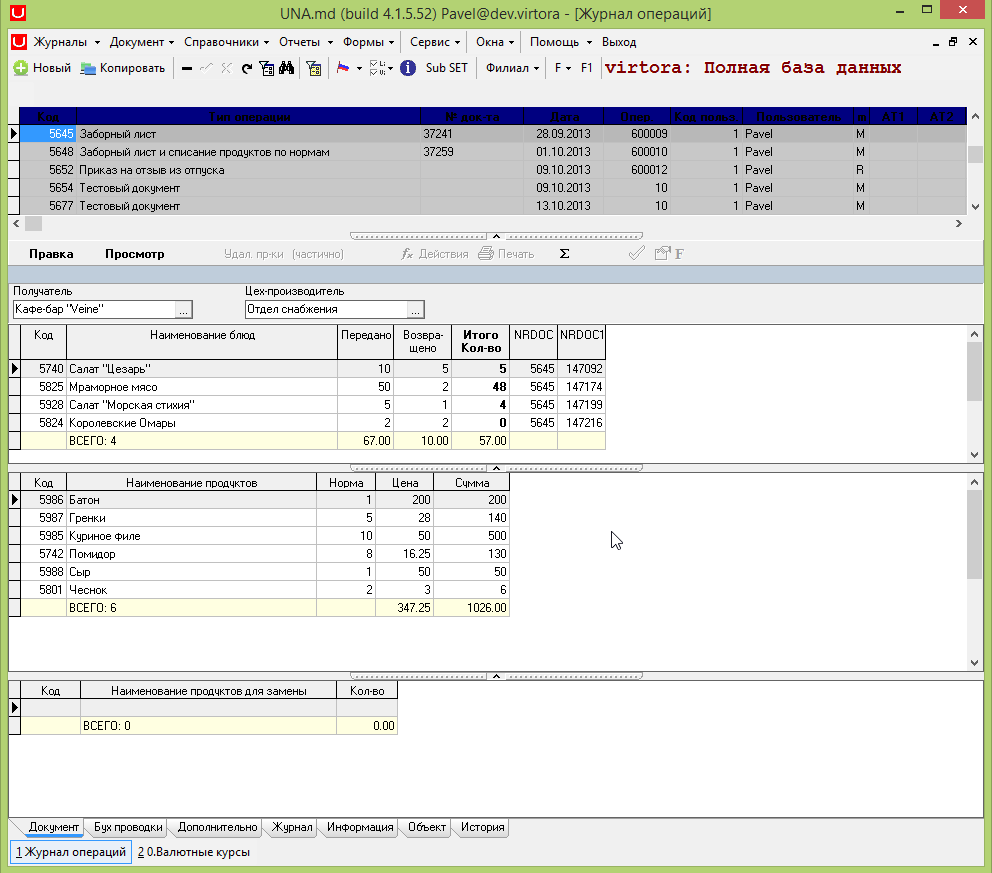 UNA.md (build 4.1.5.52) Pavel@dev.virtora - [Журнал операций]
Журналы Документ Справочники Отчеты Формы Сервис Окна Помощь Выход
Новый Копировать Sub SET Филиал F F1 virtora: Полная база данных
Код Тип операции № док-та Дата Опер. Код польз. Пользователь m АТ1 АТ2
5645 Заборный лист 37241 28.09.2013 600009 1 Pavel M
5648 Заборный лист и списание продуктов по нормам 37259 01.10.2013 600010 1 Pavel M
5652 Приказ на отзыв из отпуска 09.10.2013 600012 1 Pavel R
5654 Тестовый документ 09.10.2013 10 1 Pavel M
5677 Тестовый документ 13.10.2013 10 1 Pavel M
Правка Просмотр Удал. пр-ки (частично) fx Действия Печать Σ F
Получатель Цех-производитель
Кафе-бар "Veine" ... Отдел снабжения ...
Код Наименование блюд Передано Возвра- Итого NRDOC NRDOC1
щено Кол-во
5740 Салат "Цезарь" 10 5 5 5645 147092
5825 Мраморное мясо 50 2 48 5645 147174
5928 Салат "Морская стихия" 5 1 4 5645 147199
5824 Королевские Омары 2 2 0 5645 147216
ВСЕГО: 4 67.00 10.00 57.00
Код Наименование продуктов Норма Цена Сумма
5986 Батон 1 200 200
5987 Гренки 5 28 140
5985 Куриное филе 10 50 500
5742 Помидор 8 16.25 130
5988 Сыр 1 50 50
5801 Чеснок 2 3 6
ВСЕГО: 6 347.25 1026.00
Код Наименование продуктов для замены Кол-во
ВСЕГО: 0 0.00
Документ Бух проводки Дополнительно Журнал Информация Объект История
1 Журнал операций 2 0.Валютные курсы